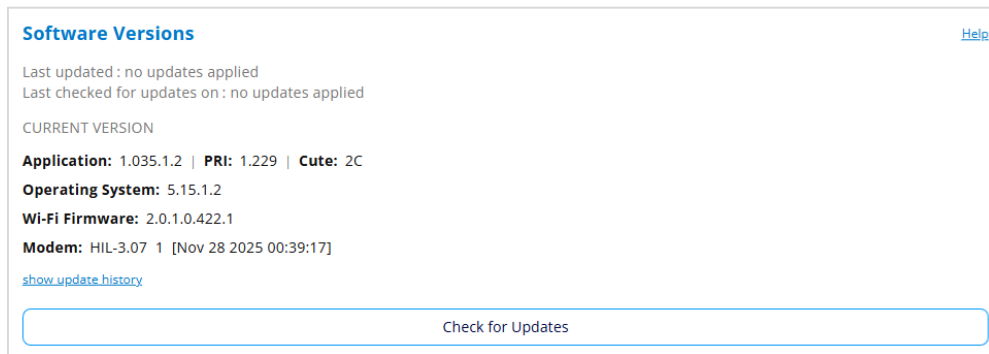 Software Versions
Help
Last updated : no updates applied
Last checked for updates on : no updates applied
CURRENT VERSION
Application: 1.035.1.2 | PRI: 1.229 | Cute: 2C
Operating System: 5.15.1.2
Wi-Fi Firmware: 2.0.1.0.422.1
Modem: HIL-3.07 1 [Nov 28 2025 00:39:17]
show update history
Check for Updates